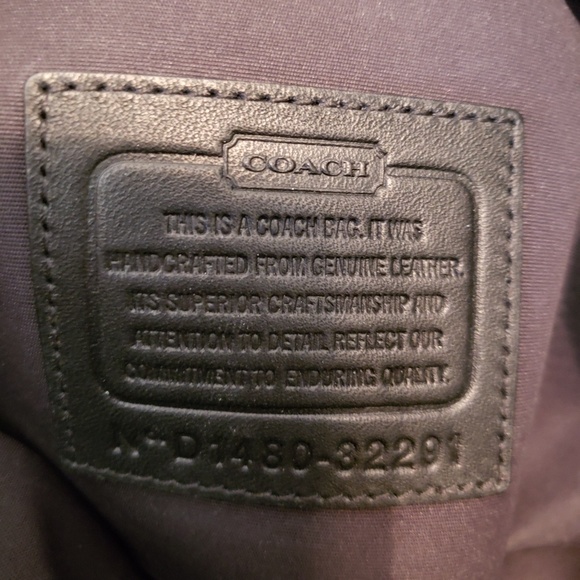 COACH
THIS IS A COACH BAG. IT WAS
HANDCRAFTED FROM GENUINE LEATHER.
ITS SUPERIOR CRAFTSMANSHIP AND
ATTENTION TO DETAIL REFLECT OUR
COMMITMENT TO ENDURING QUALITY.
No D1480-32291